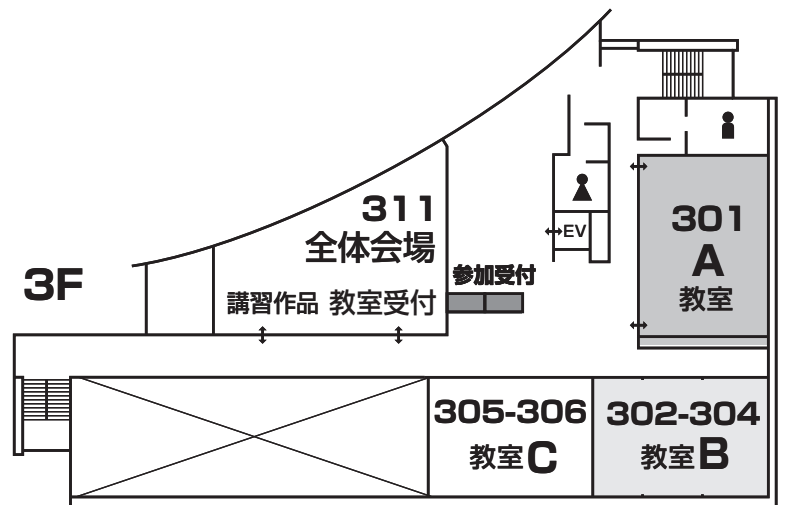 311
全体会場
3F
参加受付
講習作品 教室受付
EV
301
A
教室
305-306
教室C
302-304
教室B